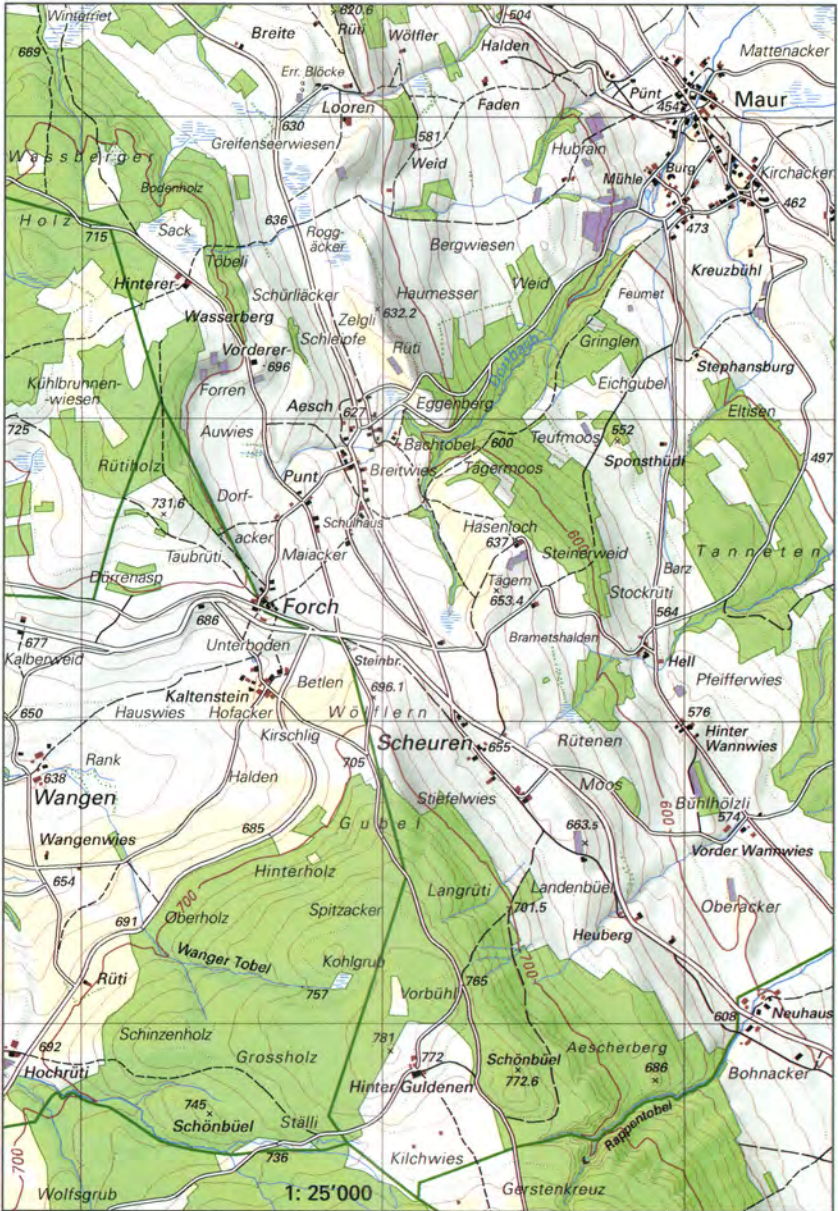 Winterriet
620.6
504
Breite
Rüti
Wölfler
Halden
Mattenacker
669
Err. Blöcke
Pünt
Maur
Looren
Faden
454
630
581
Greifenseerwiesen
Weid
Hubrain
Wassberger
Burg
Kirchacker
Bodenholz
Mühle
Holz
636
462
715
Sack
Rogg-
äcker
Bergwiesen
473
Töbeli
Kreuzbühl
Hinterer-
Schürliäcker
Haumesser
Weid
Feumet
Wasserberg
Zelgli
632.2
Schleipfe
Gringlen
Vorderer-
Rüti
Stephansburg
696
Kühlbrunnen-
wiesen
Forren
Eichgubel
Aesch
Eggenberg
Eltisen
627
725
Auwies
Bachtobel
600
Teufmoos
552
Rütiholz
Punt
Breitwies
Tägermoos
Sponsthürli
497
731.6
Dorf-
acker
Schulhaus
Hasenloch
637
600
Taubrüti
Maiacker
Steinerweid
Tanneten
Dörrenasp
Tägern
653.4
Barz
Stockrüti
Forch
564
686
677
Unterboden
Brametshalden
Kalberweid
Steinbr.
Hell
Kaltenstein
Betlen
696.1
Pfeifferwies
650
Hauswies
Hofacker
Wölflern
576
Kirschlig
Scheuren
655
Rütenen
Hinter
Wannwies
Rank
705
638
Halden
Moos
Wangen
Stiefelwies
600
Bühlhölzli
685
Gubel
574
Wangenwies
663.5
Vorder Wannwies
654
Hinterholz
Langrüti
Landenbüel
700
Spitzacker
701.5
Oberacker
691
Oberholz
Heuberg
Wanger Tobel
Kohlgrub
700
765
Rüti
757
Vorbühl
Neuhaus
608
Schinzenholz
692
781
Grossholz
772
Schönbüel
Aescherberg
Hochrüti
772.6
686
Bohnacker
Hinter Guldenen
745
Schönbüel
Ställi
Rappentobel
736
Kilchwies
700
1: 25'000
Wolfsgrub
Gerstenkreuz